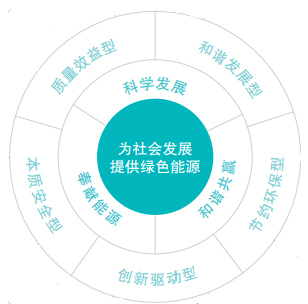 质量效益型
和谐发展型
科学发展
为社会发展
提供绿色能源
奉献能源
和谐共赢
本质安全型
节约环保型
创新驱动型